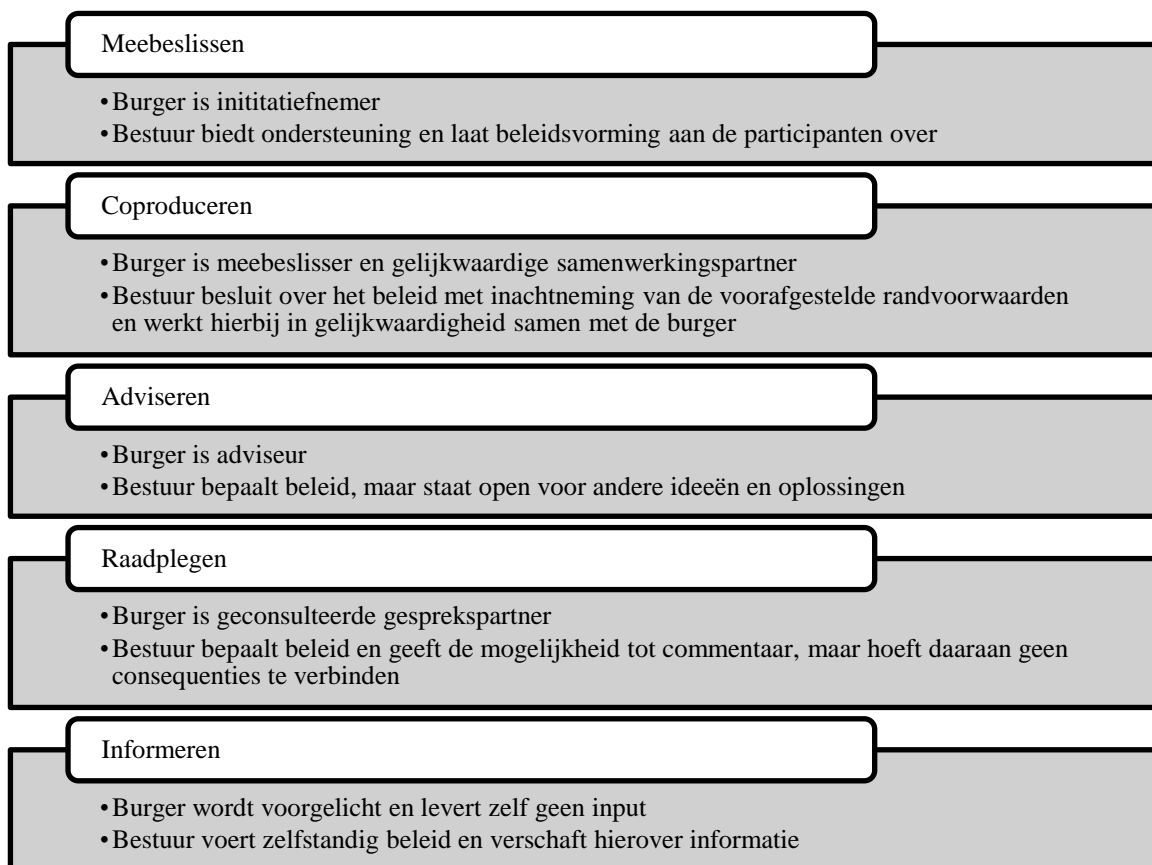 Meebeslissen
•Burger is inititatiefnemer
•Bestuur biedt ondersteuning en laat beleidsvorming aan de participanten over
Coproduceren
•Burger is meebeslisser en gelijkwaardige samenwerkingspartner
•Bestuur besluit over het beleid met inachtneming van de voorafgestelde randvoorwaarden
en werkt hierbij in gelijkwaardigheid samen met de burger
Adviseren
•Burger is adviseur
•Bestuur bepaalt beleid, maar staat open voor andere ideeën en oplossingen
Raadplegen
•Burger is geconsulteerde gesprekspartner
•Bestuur bepaalt beleid en geeft de mogelijkheid tot commentaar, maar hoeft daaraan geen
consequenties te verbinden
Informeren
•Burger wordt voorgelicht en levert zelf geen input
•Bestuur voert zelfstandig beleid en verschaft hierover informatie